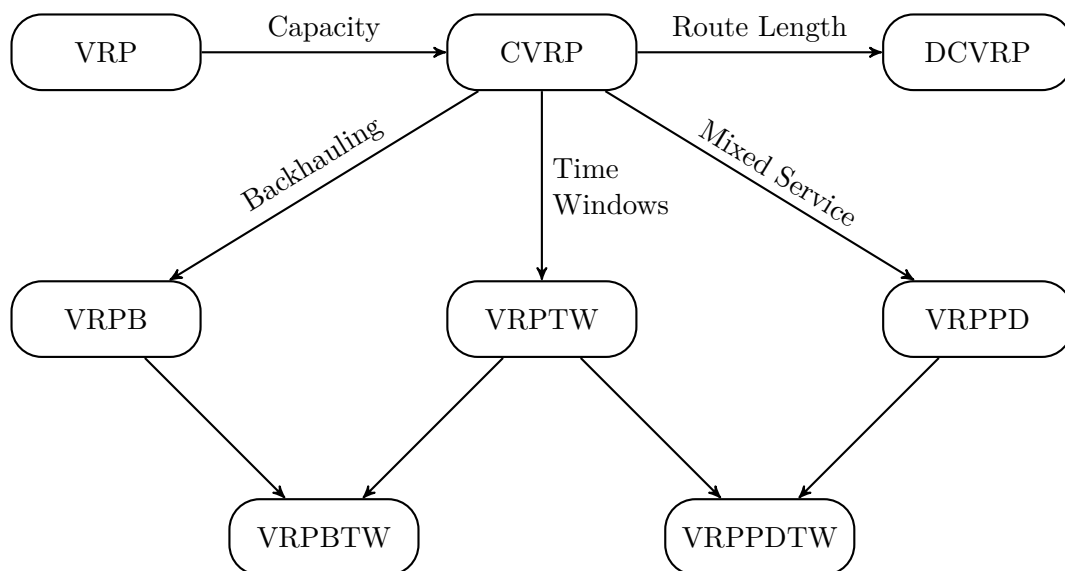 Capacity
Route Length
VRP
CVRP
DCVRP
Backhauling
Time
Windows
Mixed Service
VRPB
VRPTW
VRPPD
VRPBTW
VRPPDTW